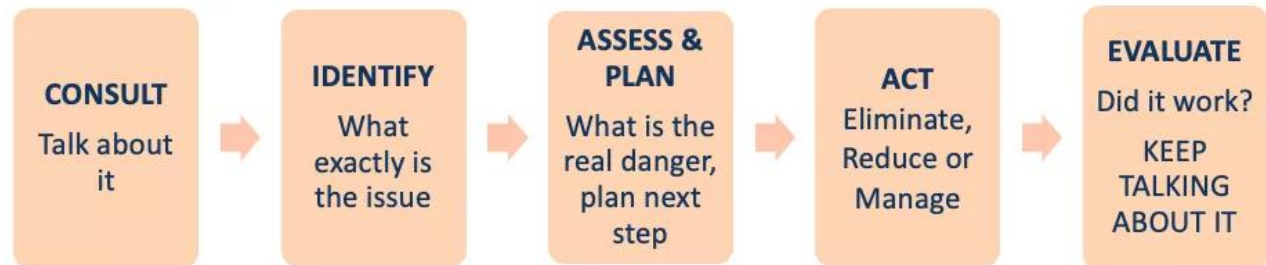 CONSULT
Talk about
it
IDENTIFY
What
exactly is
the issue
ASSESS &
PLAN
What is the
real danger,
plan next
step
ACT
Eliminate,
Reduce or
Manage
EVALUATE
Did it work?
KEEP
TALKING
ABOUT IT